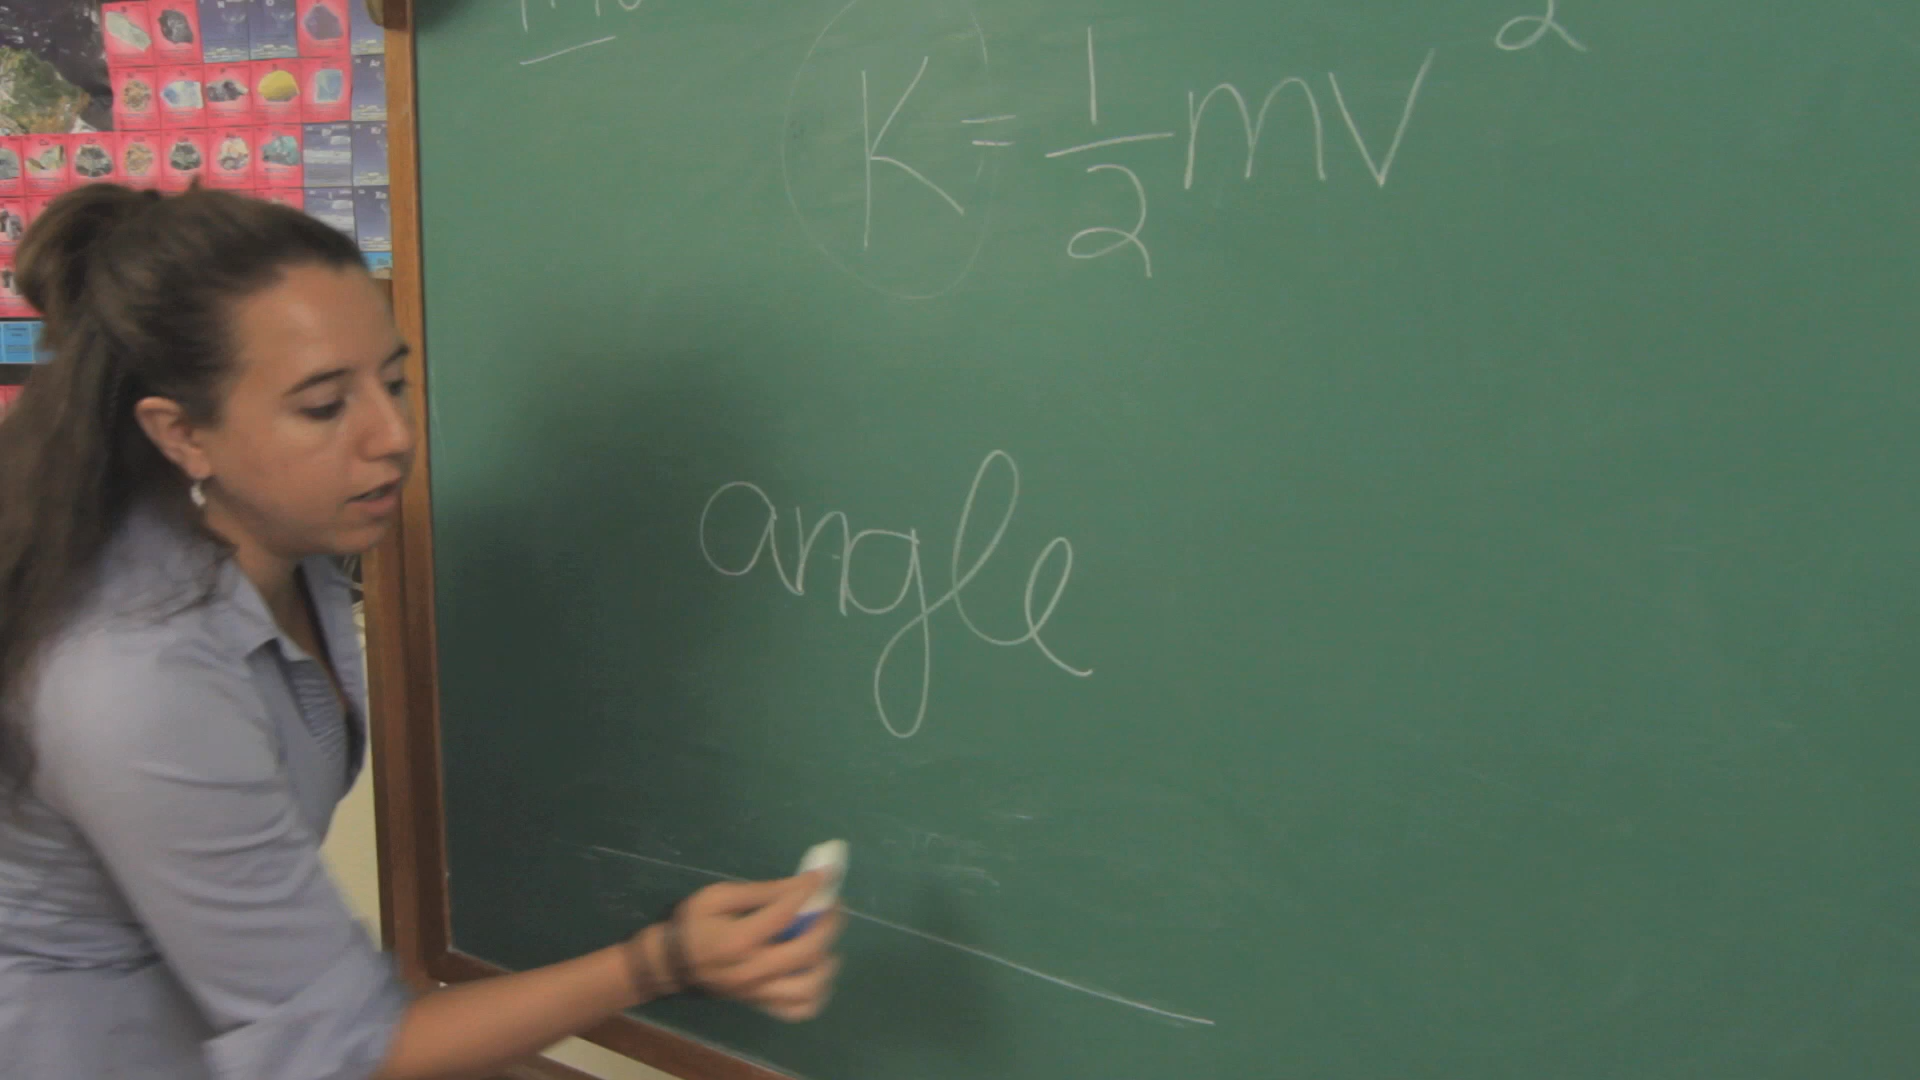 K = 1/2 mv²
angle